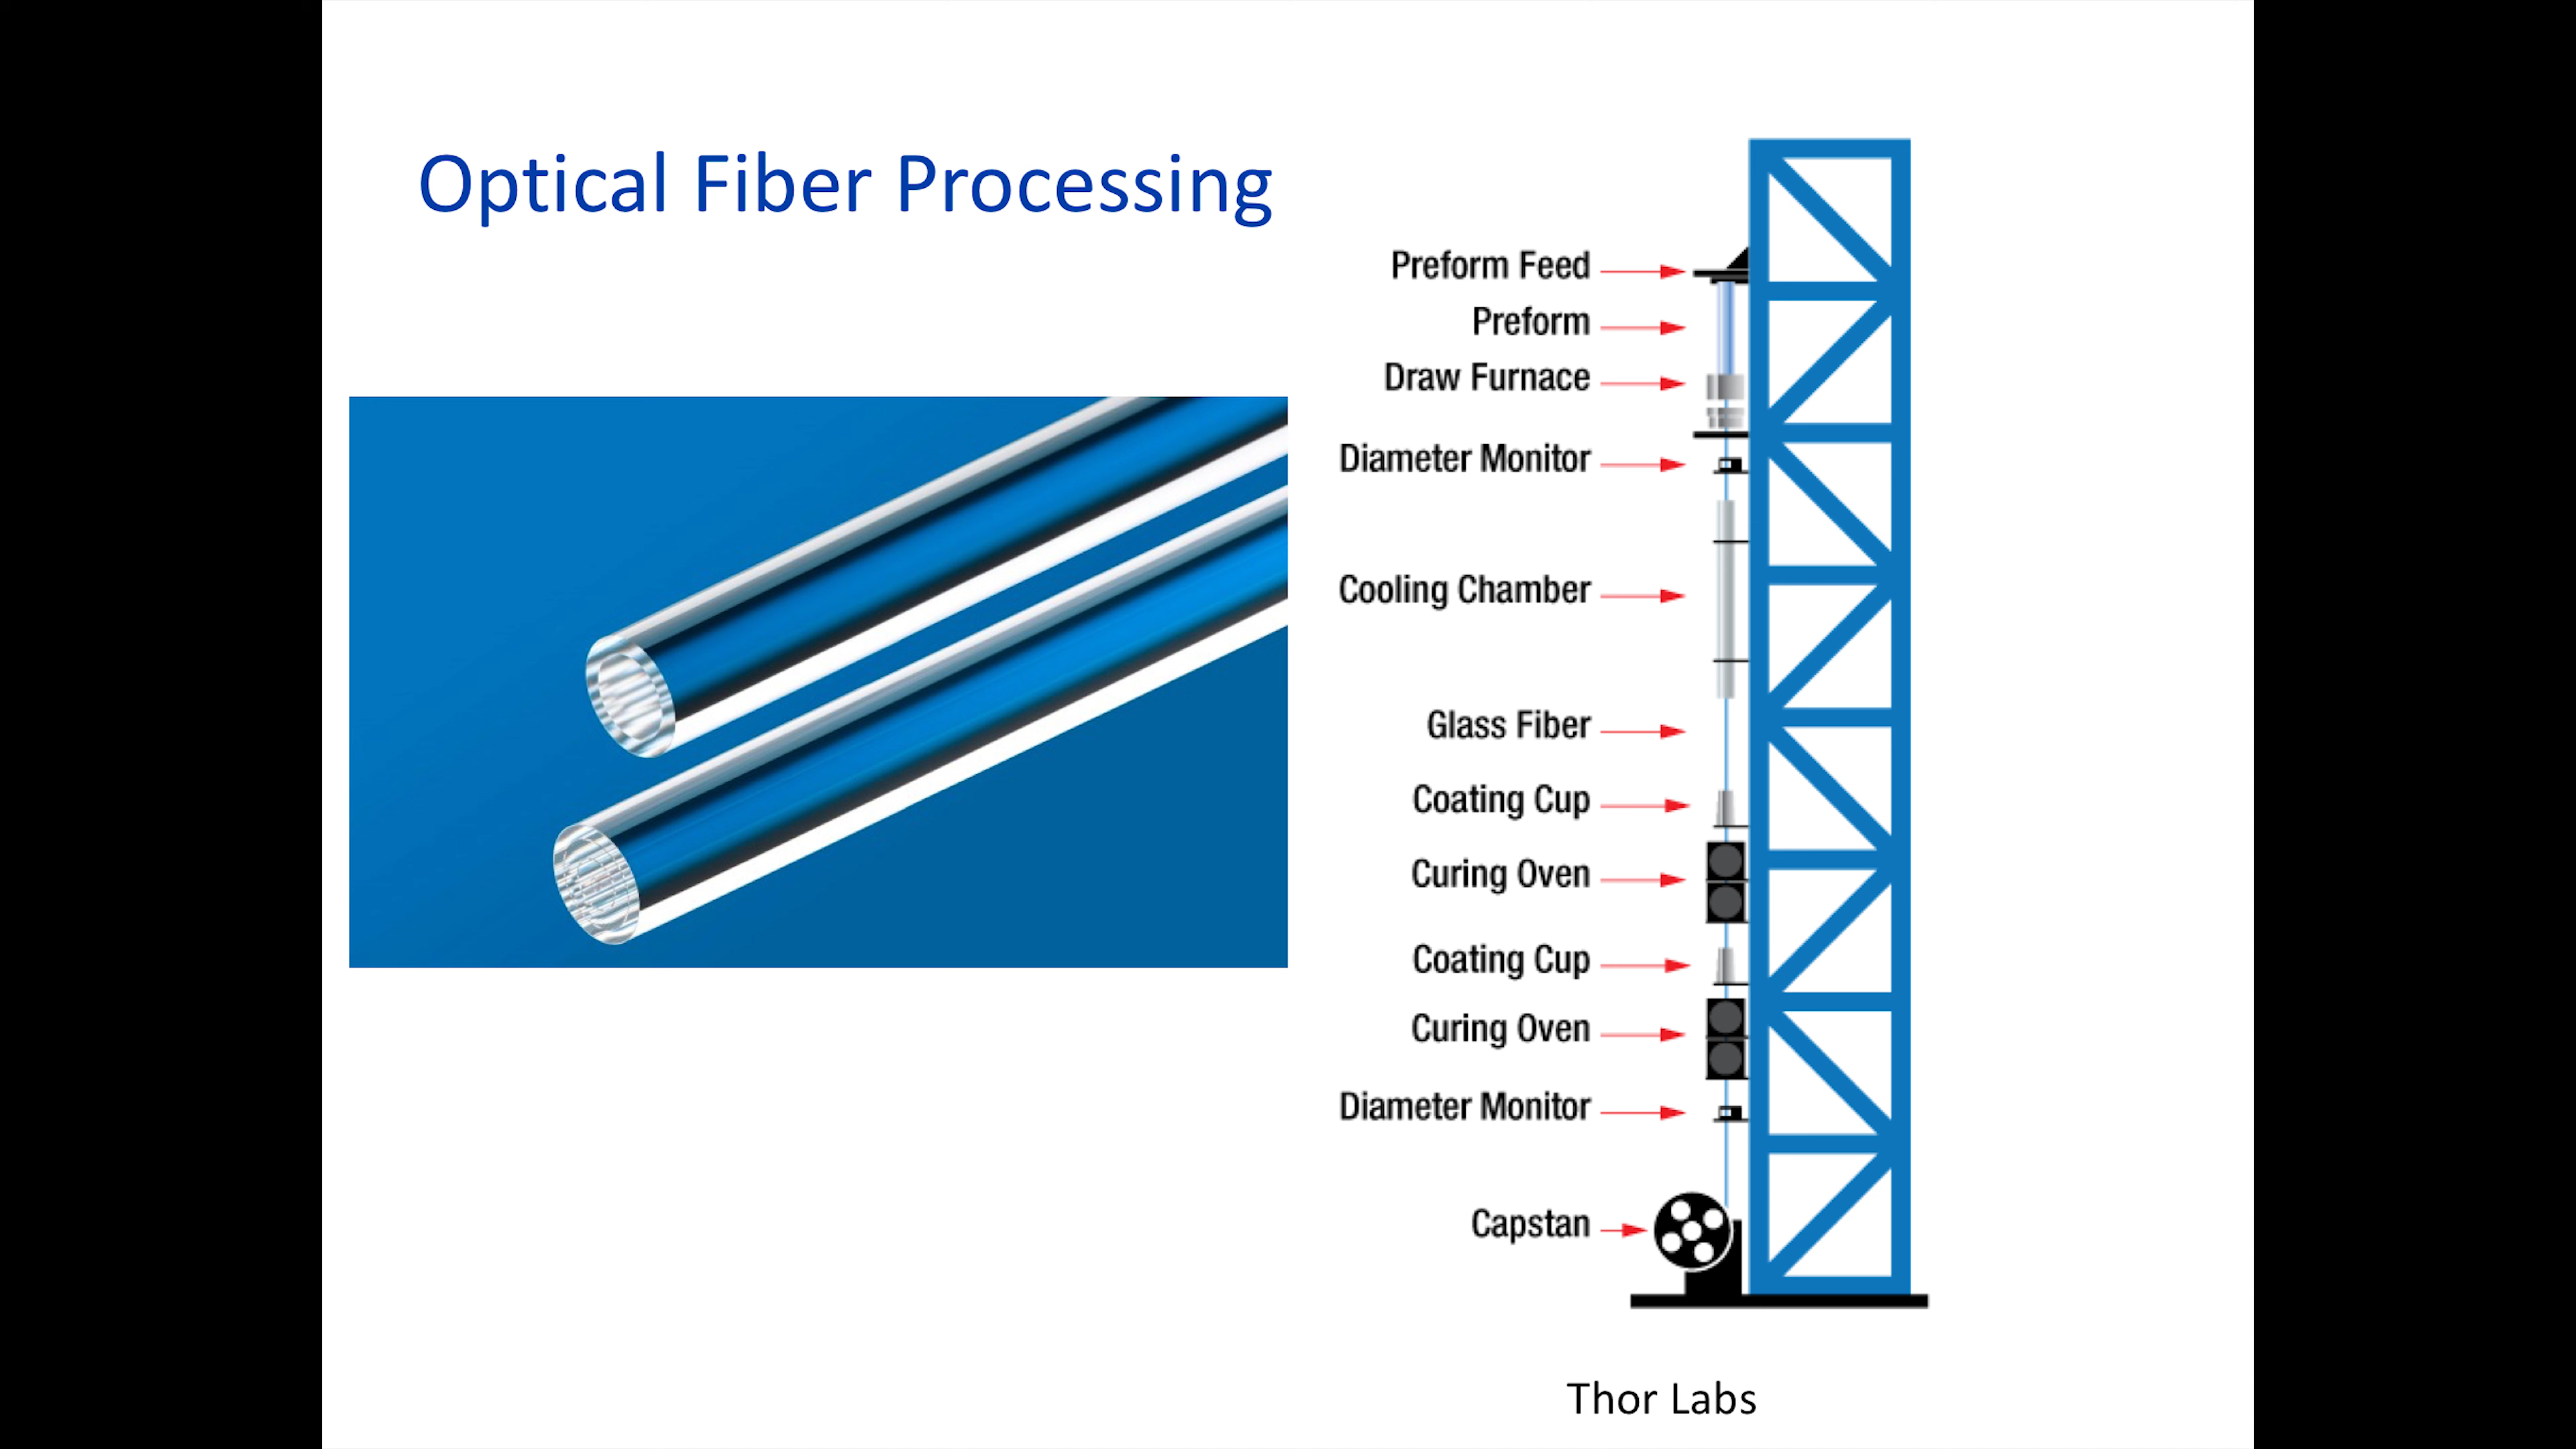 Optical Fiber Processing
Preform Feed
Preform
Draw Furnace
Diameter Monitor
Cooling Chamber
Glass Fiber
Coating Cup
Curing Oven
Coating Cup
Curing Oven
Diameter Monitor
Capstan
Thor Labs